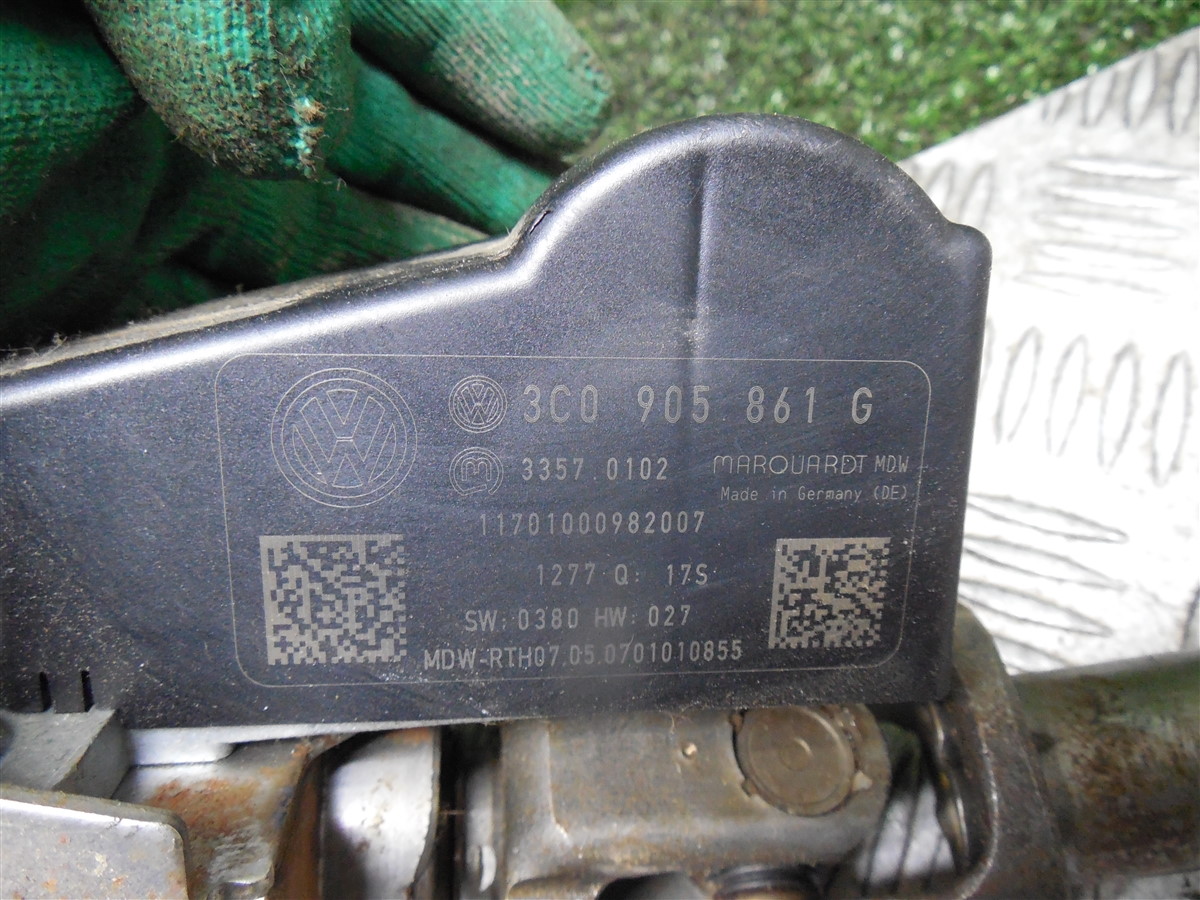 3C0 905 861 G
3357.0102 MARQUARDT MDW
Made in Germany (DE)
11701000982007
1277 Q: 17S
SW: 0380 HW: 027
MDW-RTH07.05.0701010855